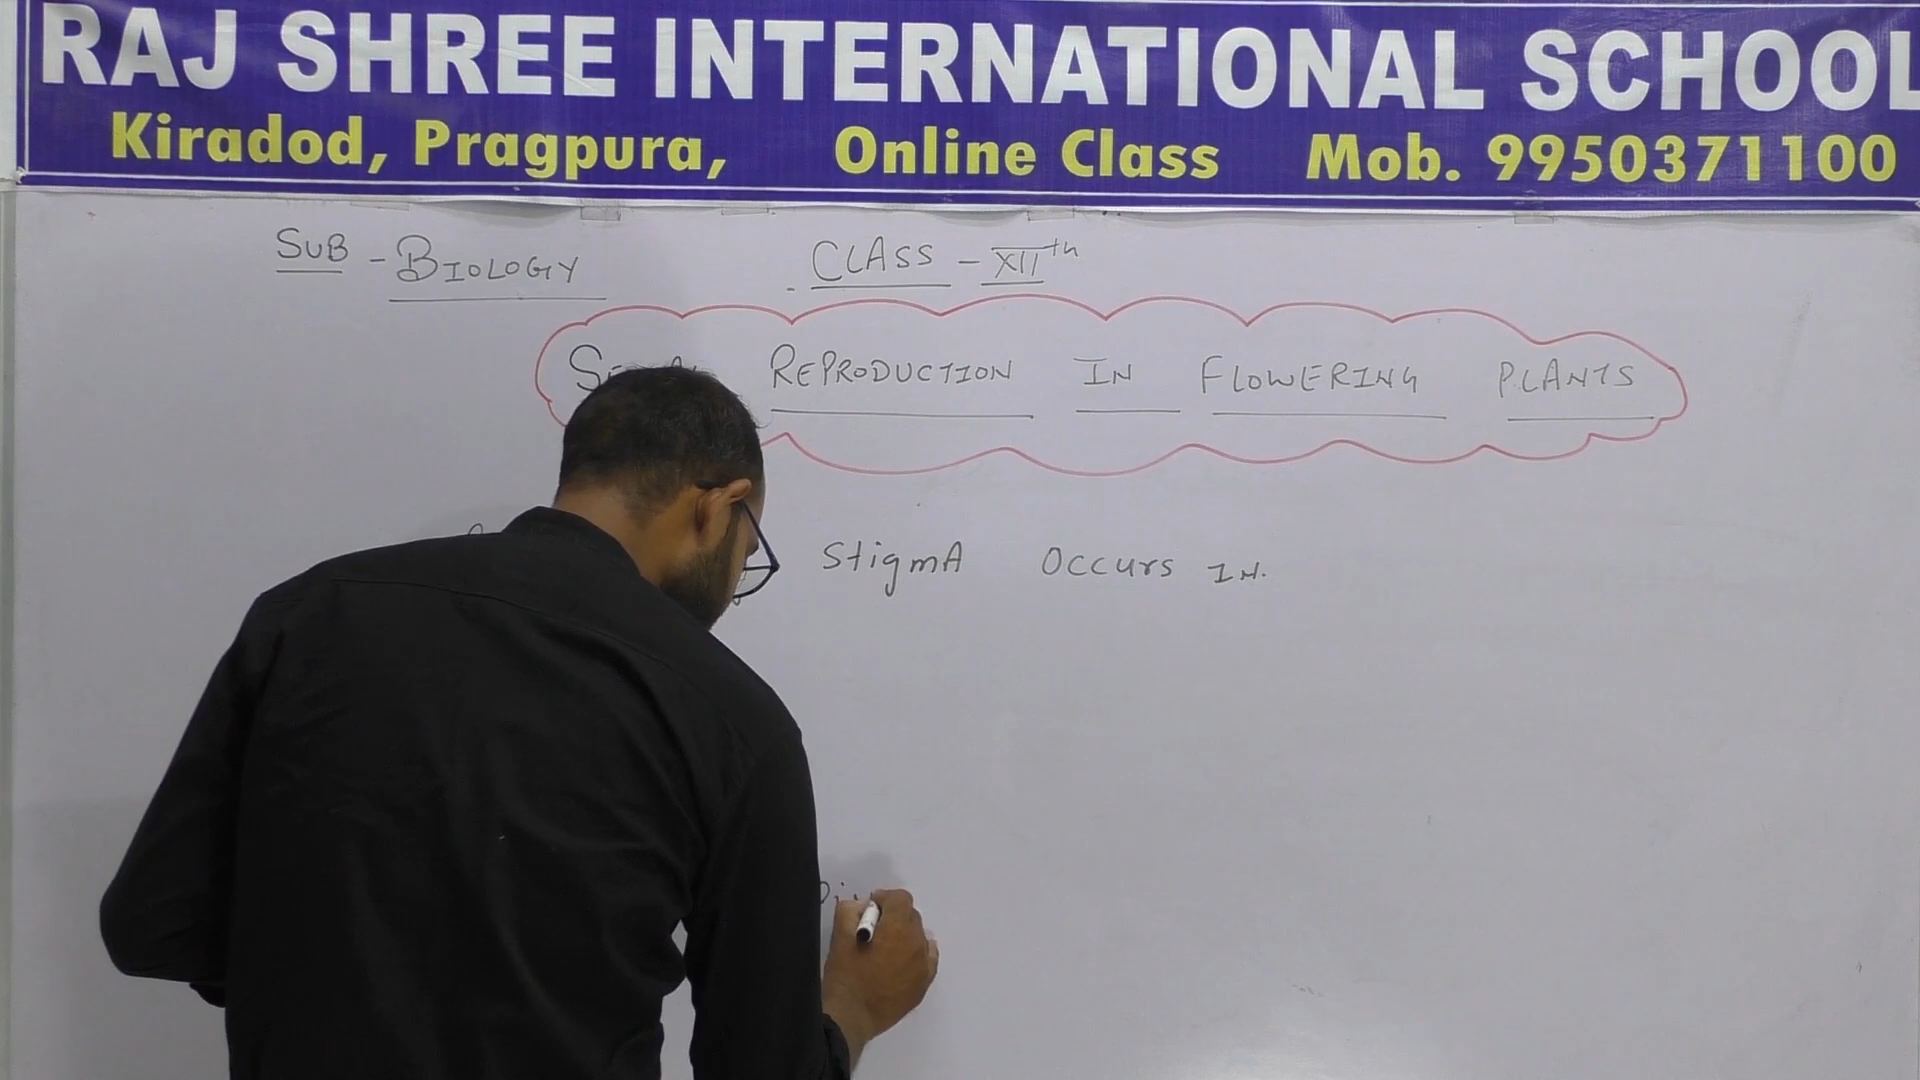 RAJ SHREE INTERNATIONAL SCHOOL
Kiradod, Pragpura, Online Class Mob. 9950371100
SUB - BIOLOGY CLASS - XIIth
REPRODUCTION IN FLOWERING PLANTS
StigmA OccurS IN.